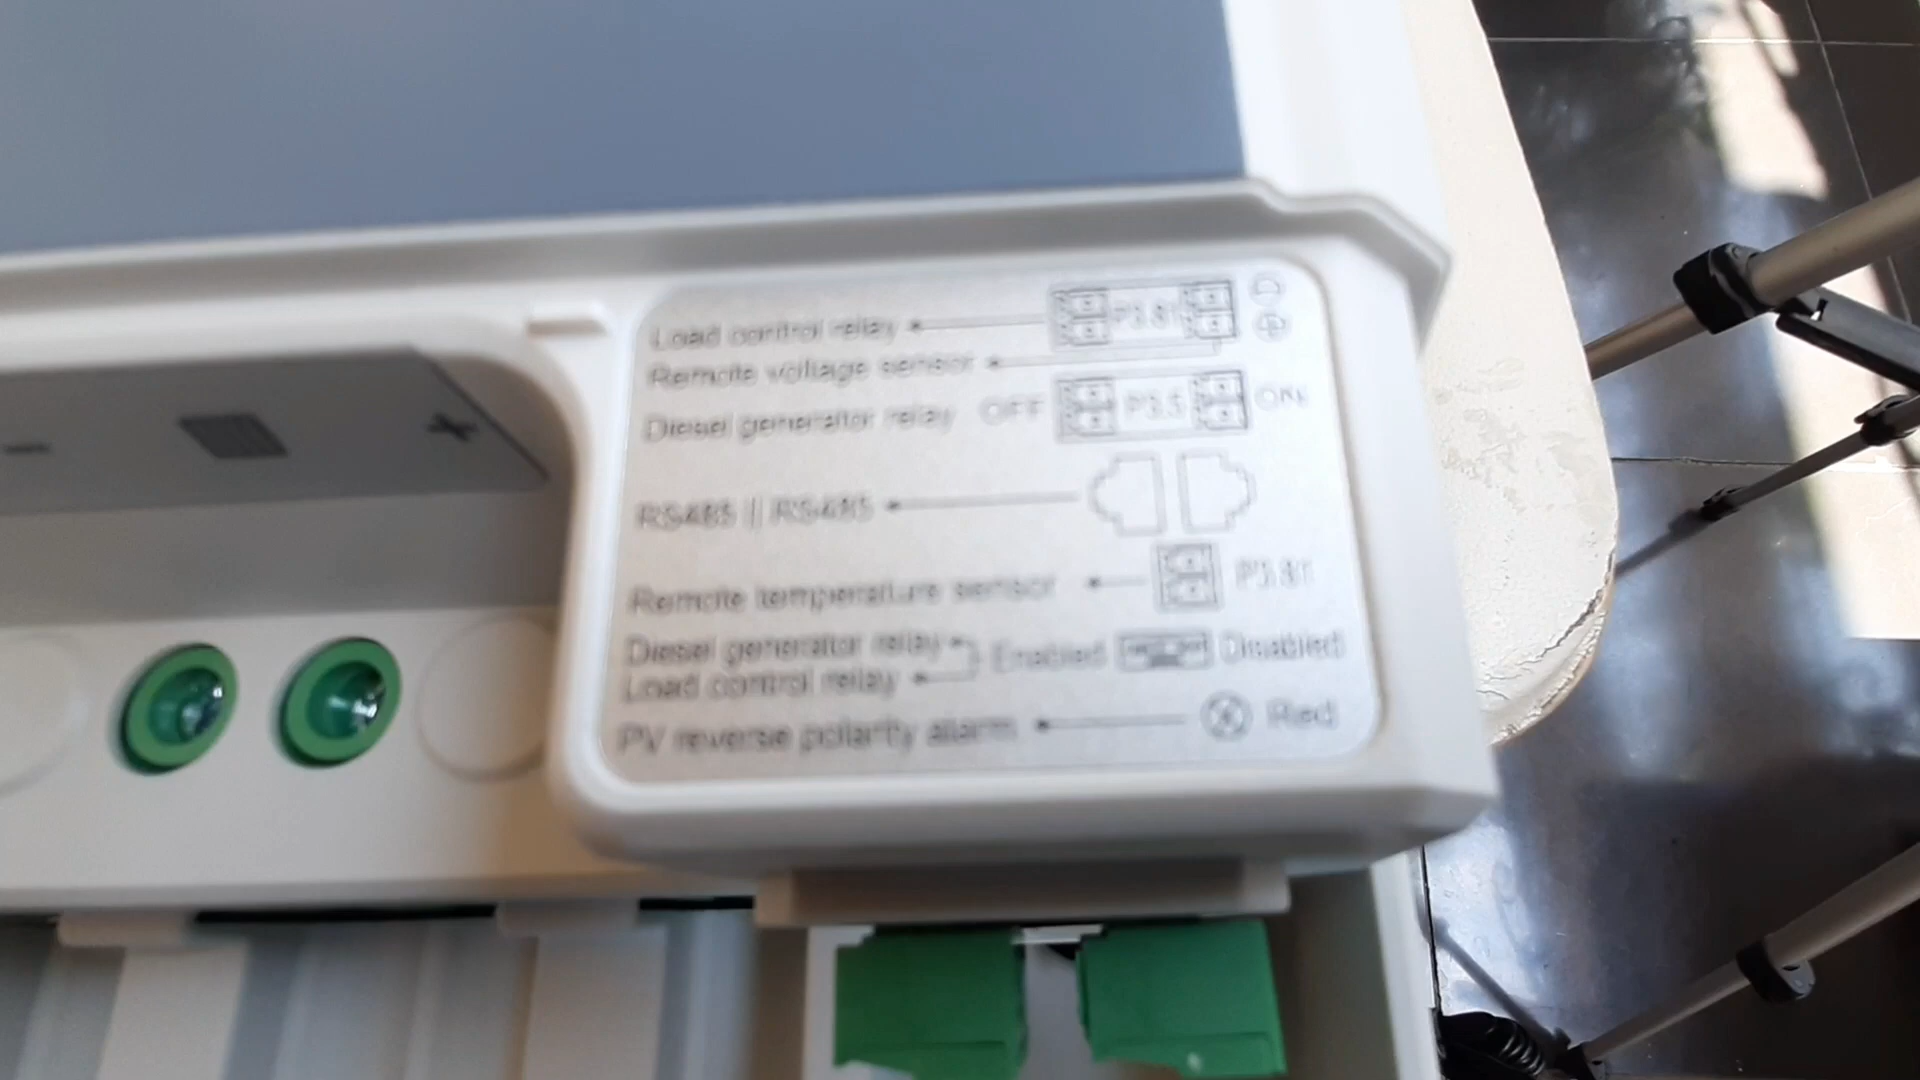 Load control relay P3.81
Remote voltage sensor
Diesel generator relay OFF P3.5 ON
RS485 || RS485
Remote temperature sensor P3.81
Diesel generator relay
Load control relay
Enabled Disabled
PV reverse polarity alarm Red
- +